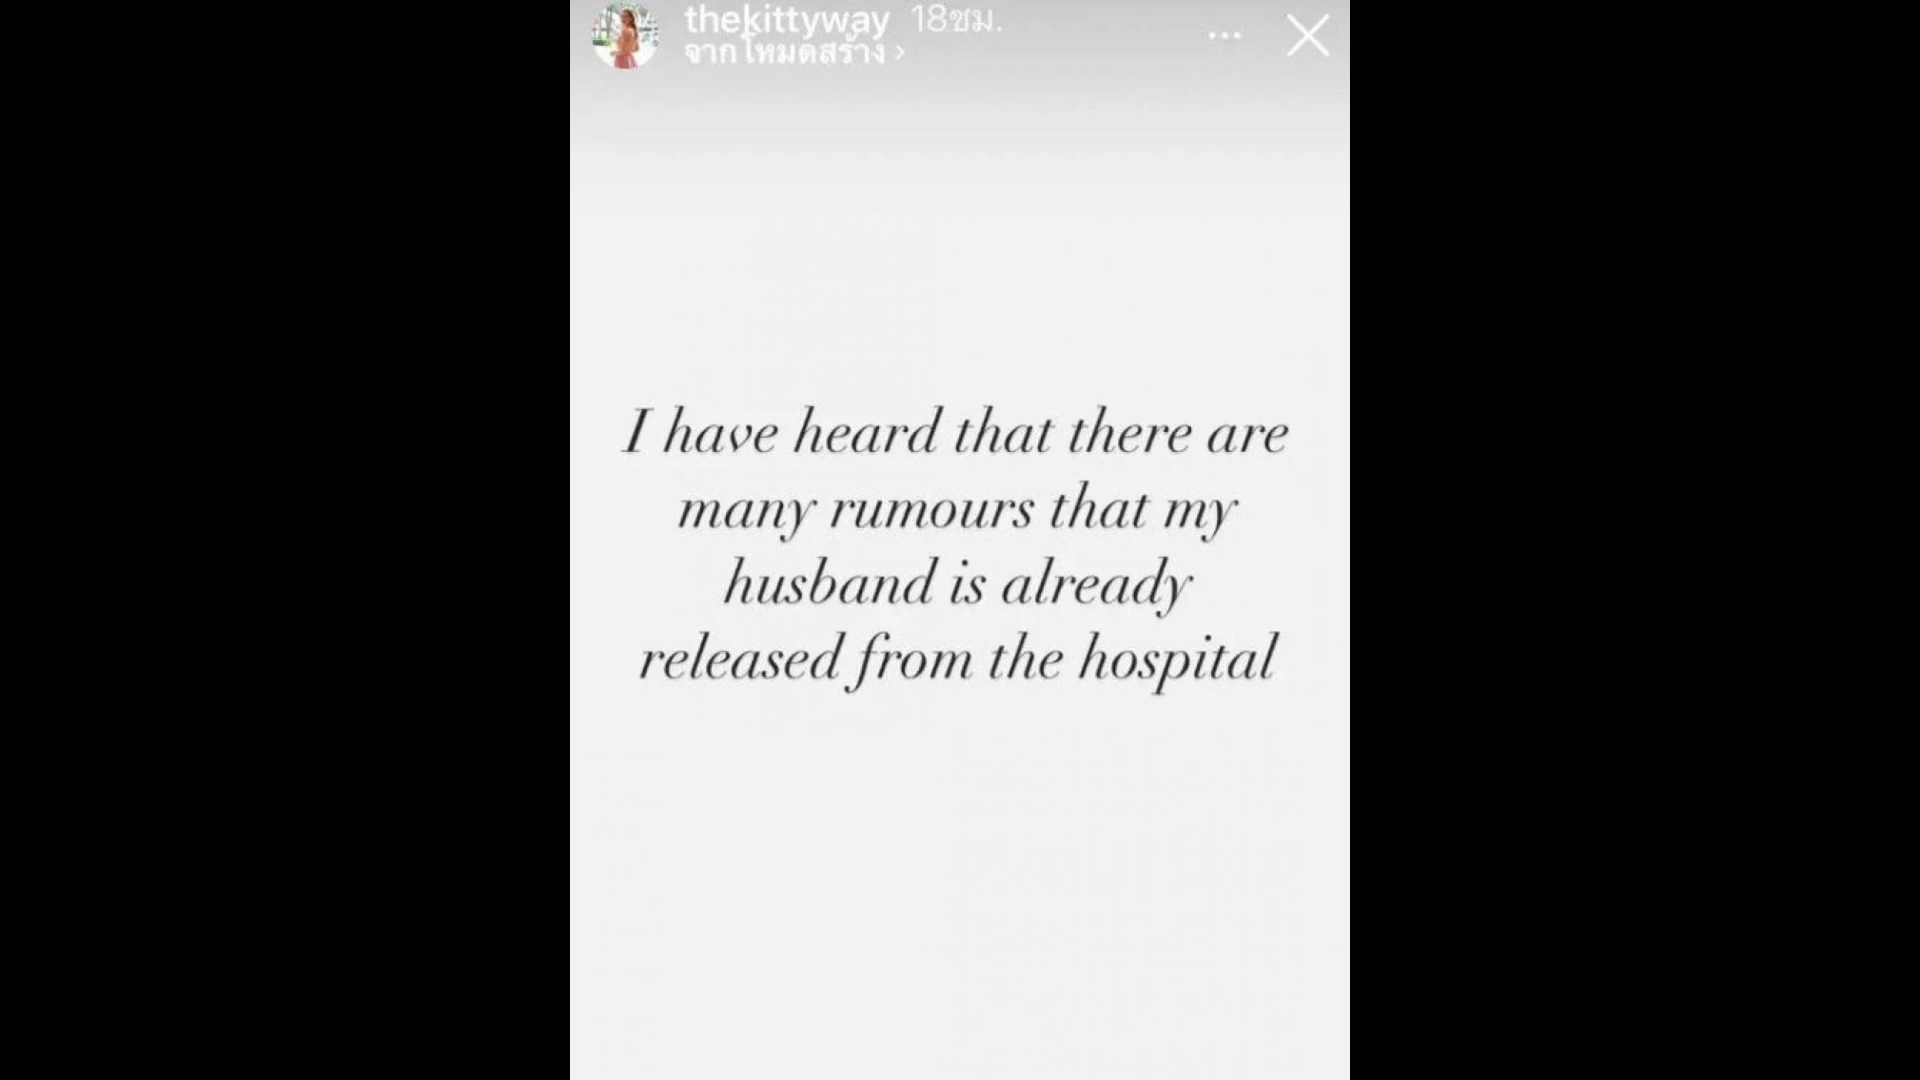 thekittyway 18ชม.
จากโหมดสร้าง >
I have heard that there are
many rumours that my
husband is already
released from the hospital